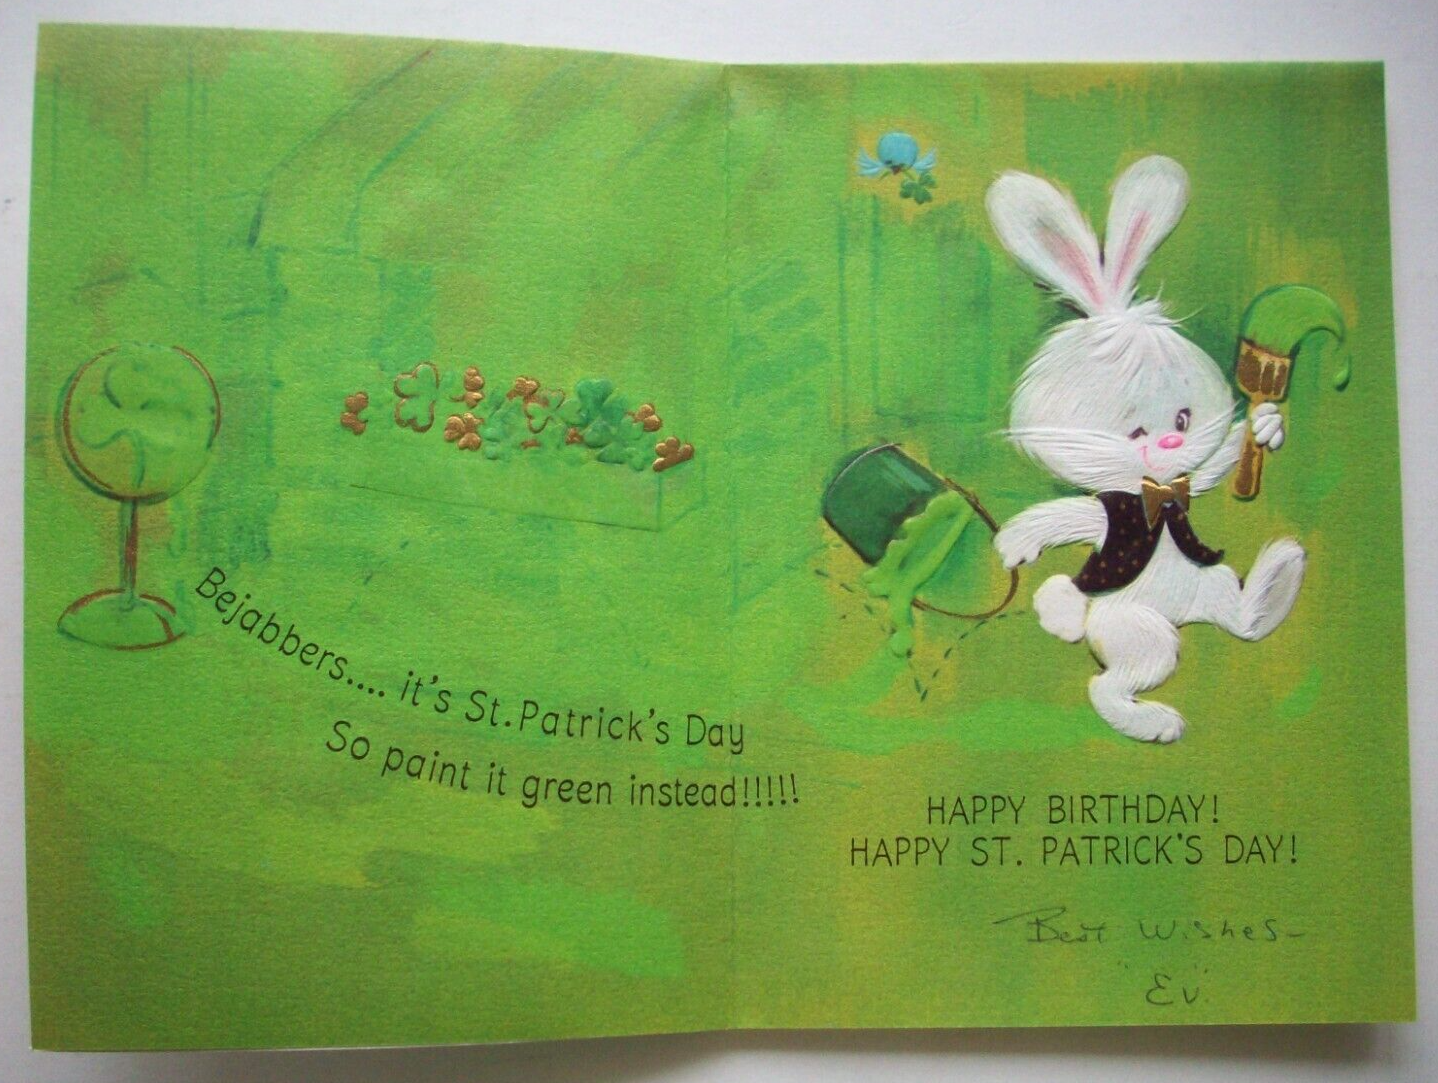 Bejabbers.... it's St.Patrick's Day
So paint it green instead!!!!!
HAPPY BIRTHDAY!
HAPPY ST. PATRICK'S DAY!
Best Wishes-
"Ev"